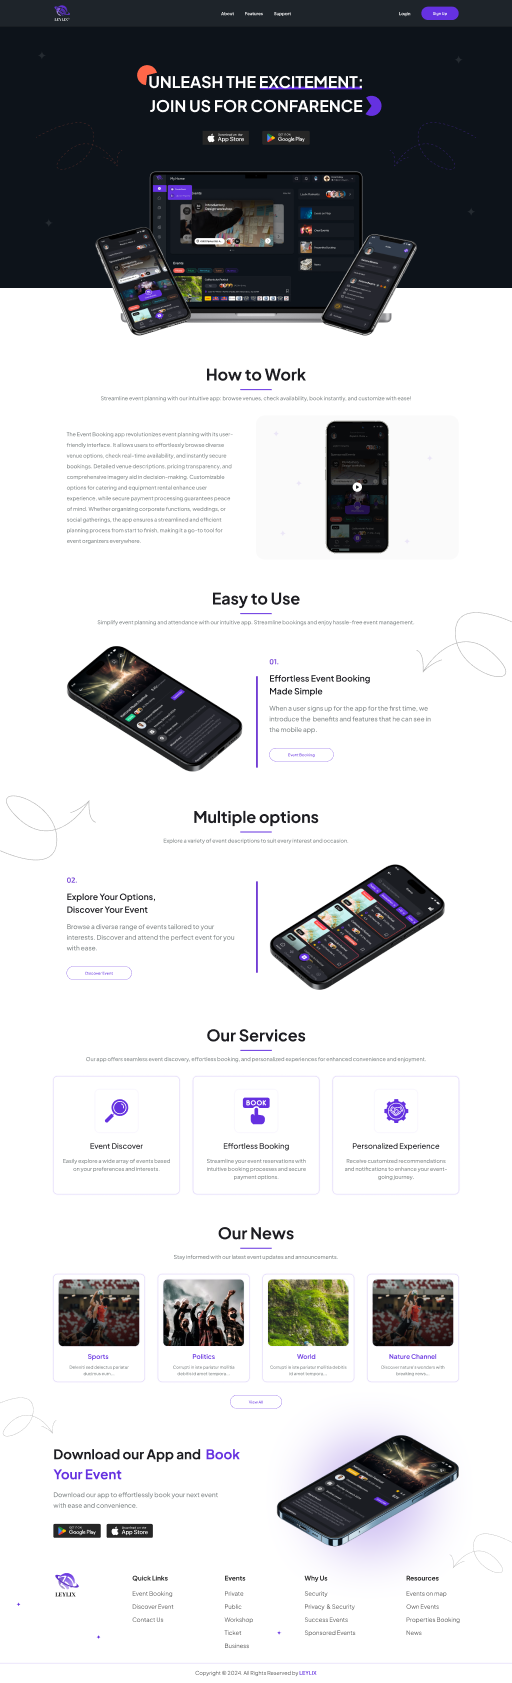 LEYLIX
About Features Support
Login
Sign Up
UNLEASH THE EXCITEMENT:
JOIN US FOR CONFARENCE
Download on the
App Store
GET IT ON
Google Play
My Home
Introductory
Design workshop
Events
How to Work
Streamline event planning with our intuitive app: browse venues, check availability, book instantly, and customize with ease!
The Event Booking app revolutionizes event planning with its user-
friendly interface. It allows users to effortlessly browse diverse
venue options, check real-time availability, and instantly secure
bookings. Detailed venue descriptions, pricing transparency, and
comprehensive imagery aid in decision-making. Customizable
options for catering and equipment rental enhance user
experience, while secure payment processing guarantees peace
of mind. Whether organizing corporate functions, weddings, or
social gatherings, the app ensures a streamlined and efficient
planning process from start to finish, making it a go-to tool for
event organizers everywhere.
Easy to Use
Simplify event planning and attendance with our intuitive app. Streamline bookings and enjoy hassle-free event management.
01.
Effortless Event Booking
Made Simple
When a user signs up for the app for the first time, we
introduce the benefits and features that he can see in
the mobile app.
Event Booking
Multiple options
Explore a variety of event descriptions to suit every interest and occasion.
02.
Explore Your Options,
Discover Your Event
Browse a diverse range of events tailored to your
interests. Discover and attend the perfect event for you
with ease.
Discover Event
Our Services
Our app offers seamless event discovery, effortless booking, and personalized experiences for enhanced convenience and enjoyment.
Event Discover
Easily explore a wide array of events based
on your preferences and interests.
BOOK
Effortless Booking
Streamline your event reservations with
intuitive booking processes and secure
payment options.
Personalized Experience
Receive customized recommendations
and notifications to enhance your event-
going journey.
Our News
Stay informed with our latest event updates and announcements.
Sports
Deleniti sed delectus pariatur
Politics
Corrupti in iste pariatur mollitia
debitis id amet tempora...
World
Corrupti in iste pariatur mollitia debitis
id amet tempora...
Nature Channel
Discover nature's wonders with
breaking news...
View All
Download our App and Book
Your Event
Download our app to effortlessly book your next event
with ease and convenience.
GET IT ON
Google Play
Download on the
App Store
LEYLIX
Quick Links
Event Booking
Discover Event
Contact Us
Events
Private
Public
Workshop
Ticket
Business
Why Us
Security
Privacy & Security
Success Events
Sponsored Events
Resources
Events on map
Own Events
Properties Booking
News
Copyright © 2024. All Rights Reserved by LEYLIX